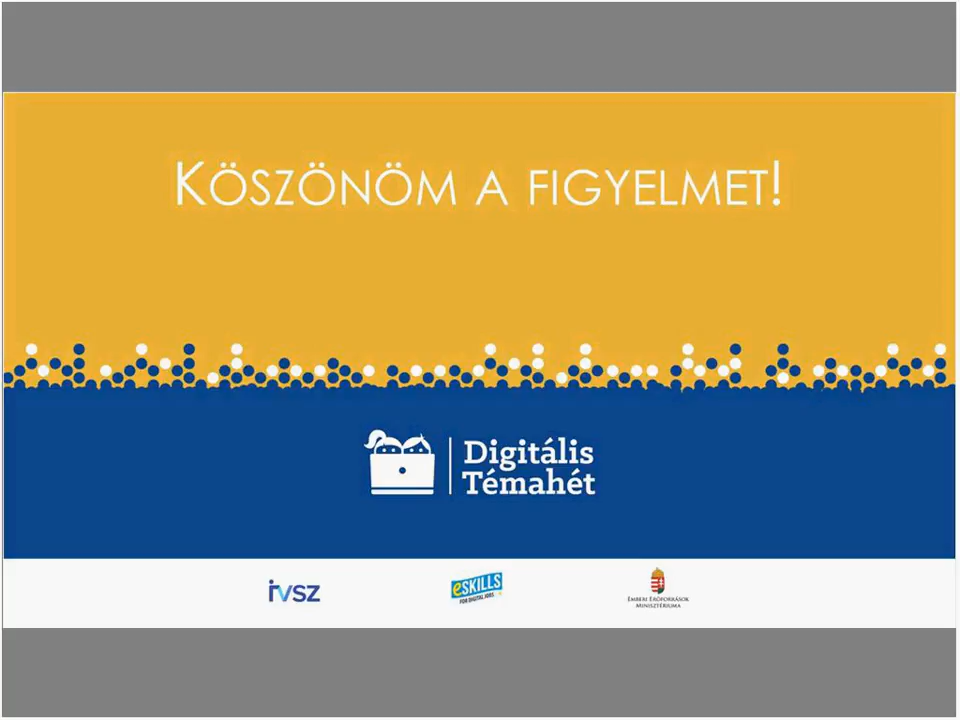 KÖSZÖNÖM A FIGYELMET!
Digitális
Témahét
ivsz
eSKILLS
FOR DIGITAL JOBS
EMBERI ERŐFORRÁSOK
MINISZTÉRIUMA